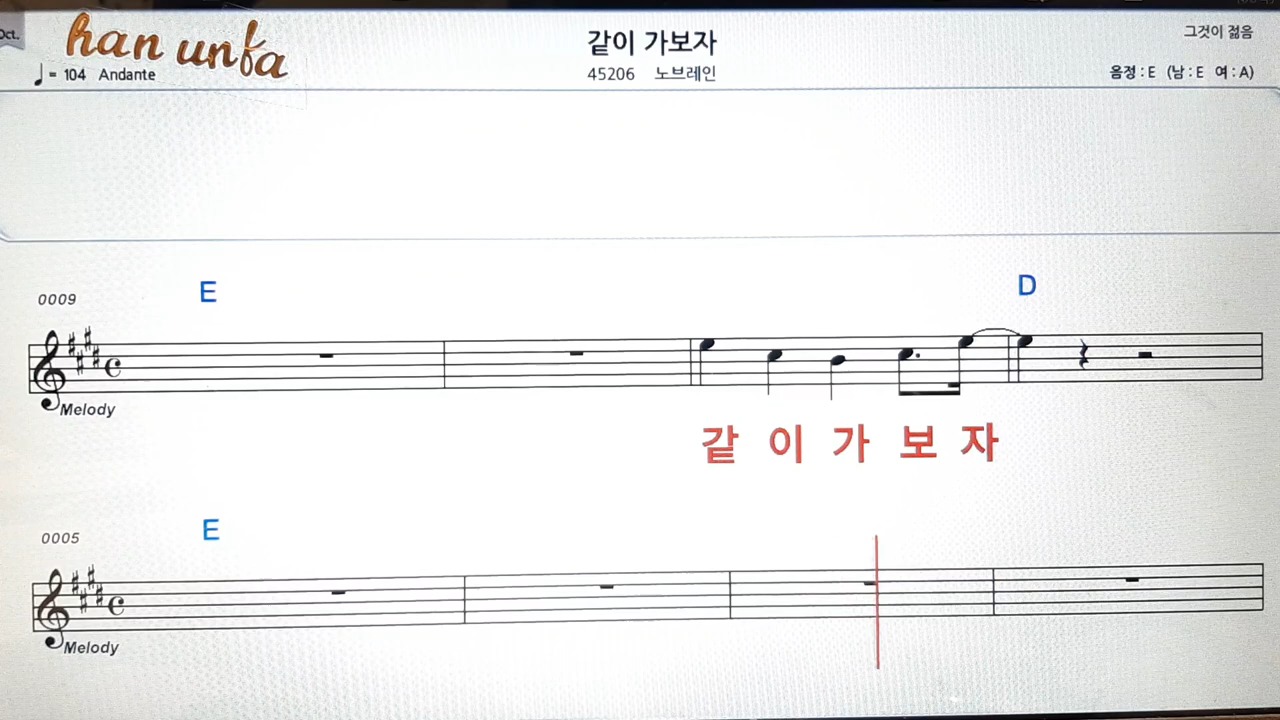 Oct.
han unfa
같이 가보자
그것이 젊음
♩= 104 Andante
45206 노브레인
음정 : E (남 : E 여 : A)
0009
E
D
Melody
같 이 가 보 자
0005
E
Melody